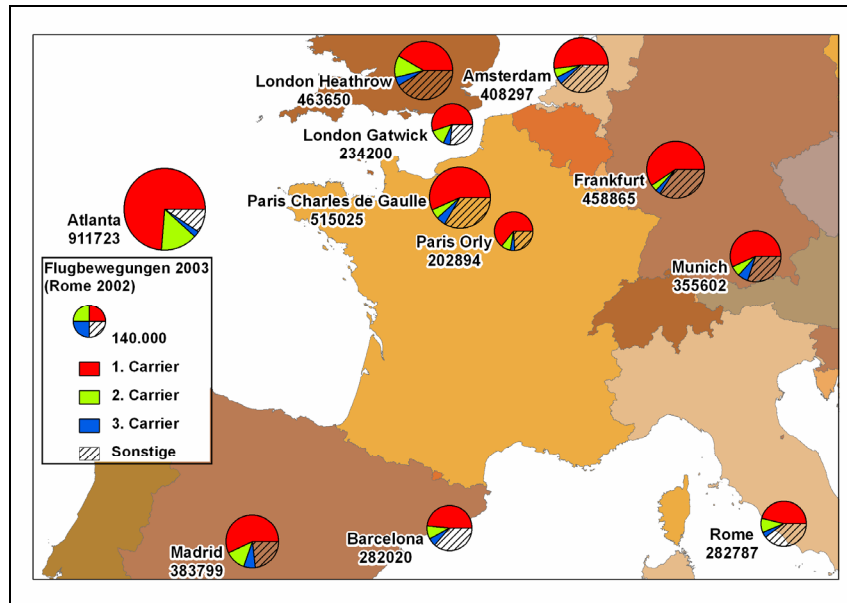 London Heathrow
463650
Amsterdam
408297
London Gatwick
234200
Frankfurt
458865
Paris Charles de Gaulle
515025
Atlanta
911723
Paris Orly
202894
Munich
355602
Flugbewegungen 2003
(Rome 2002)
140.000
1. Carrier
2. Carrier
3. Carrier
Sonstige
Madrid
383799
Barcelona
282020
Rome
282787